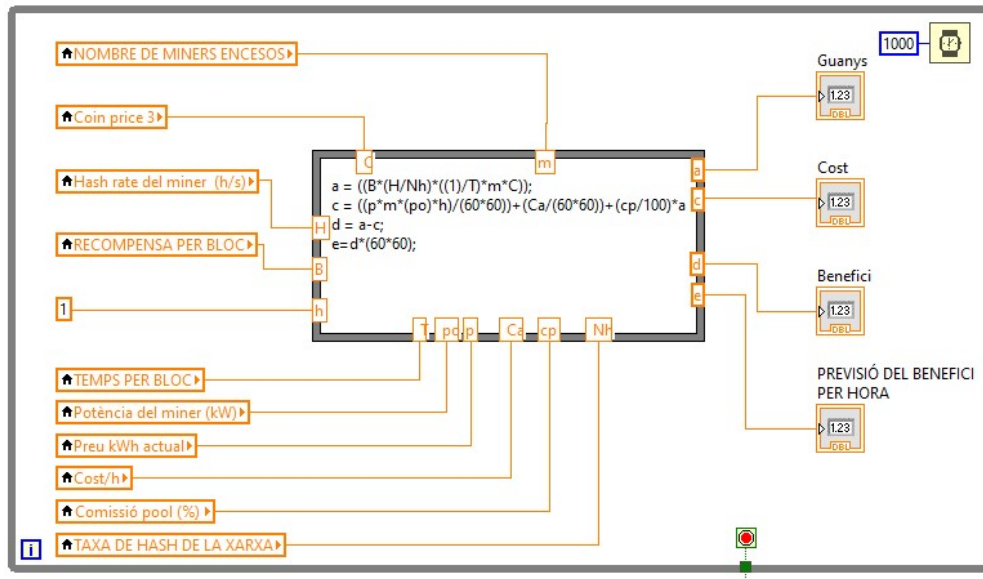 NOMBRE DE MINERS ENCESOS
1000
Guanys
1.23
DBL
Coin price 3
C
m
a = ((B*(H/Nh)*((1)/T)*m*C));
c = ((p*m*(po)*h)/(60*60))+(Ca/(60*60))+(cp/100)*a
d = a-c;
e=d*(60*60);
a
Cost
1.23
DBL
c
Hash rate del miner (h/s)
H
RECOMPENSA PER BLOC
B
d
Benefici
1.23
DBL
1
h
e
T
po
p
Ca
cp
Nh
TEMPS PER BLOC
PREVISIÓ DEL BENEFICI
PER HORA
1.23
DBL
Potència del miner (kW)
Preu kWh actual
Cost/h
Comissió pool (%)
TAXA DE HASH DE LA XARXA
i